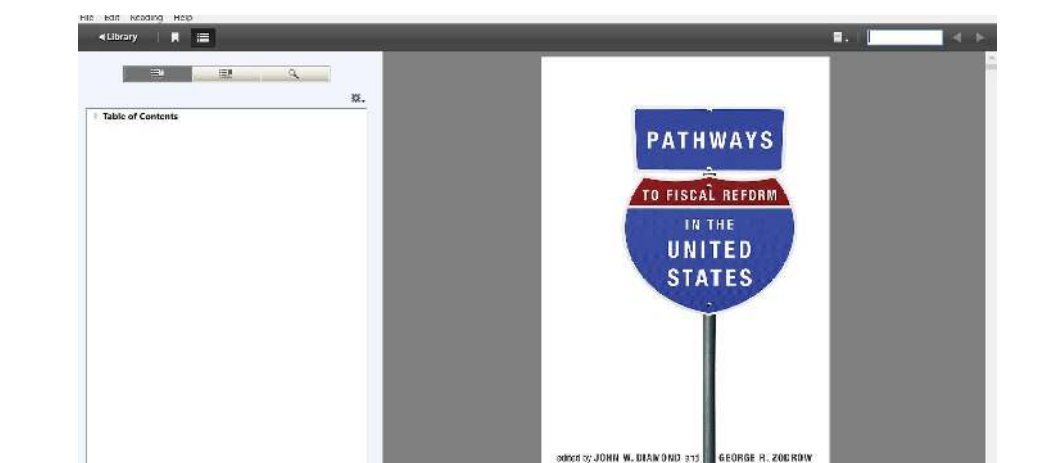 File Edit Reading Help
Library
Table of Contents
PATHWAYS
TO FISCAL REFORM
IN THE
UNITED
STATES
edited by JOHN W. DIAMOND and GEORGE R. ZODROW